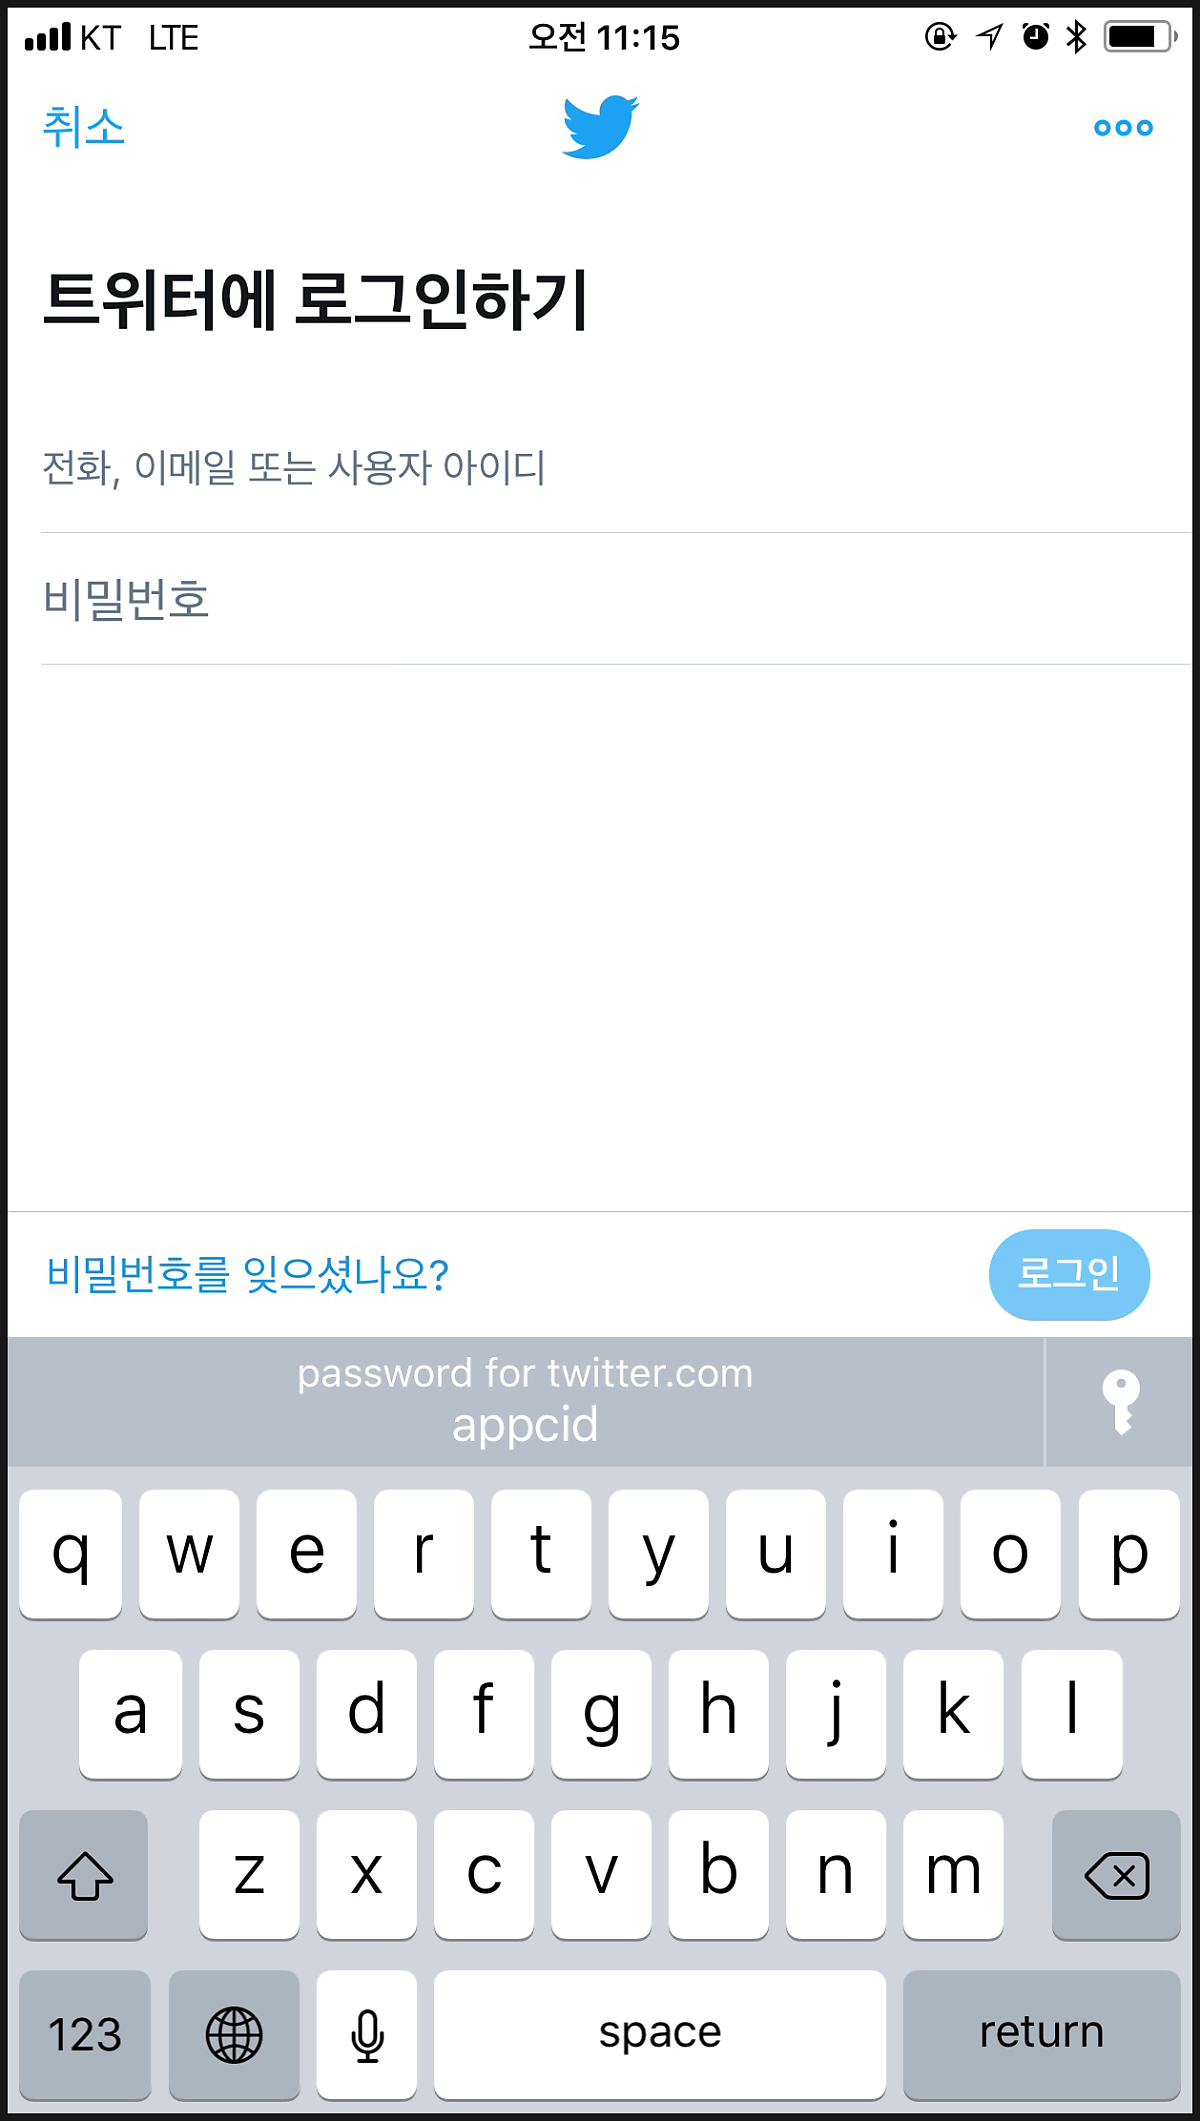 KT LTE 오전 11:15
취소
트위터에 로그인하기
전화, 이메일 또는 사용자 아이디
비밀번호
비밀번호를 잊으셨나요? 로그인
password for twitter.com
appcid
q w e r t y u i o p
a s d f g h j k l
z x c v b n m
123 space return